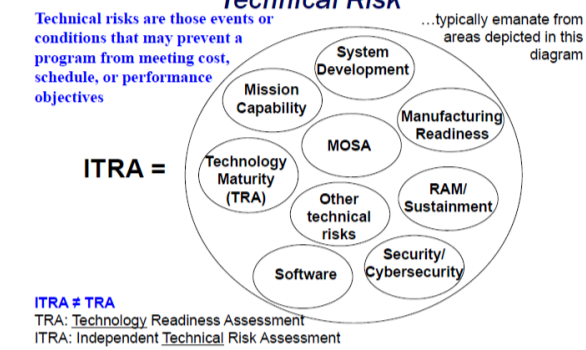 Technical Risk
Technical risks are those events or
conditions that may prevent a
program from meeting cost,
schedule, or performance
objectives
…typically emanate from
areas depicted in this
diagram
System
Development
Mission
Capability
Manufacturing
Readiness
MOSA
ITRA =
Technology
Maturity
(TRA)
RAM/
Sustainment
Other
technical
risks
Security/
Cybersecurity
Software
ITRA ≠ TRA
TRA: Technology Readiness Assessment
ITRA: Independent Technical Risk Assessment